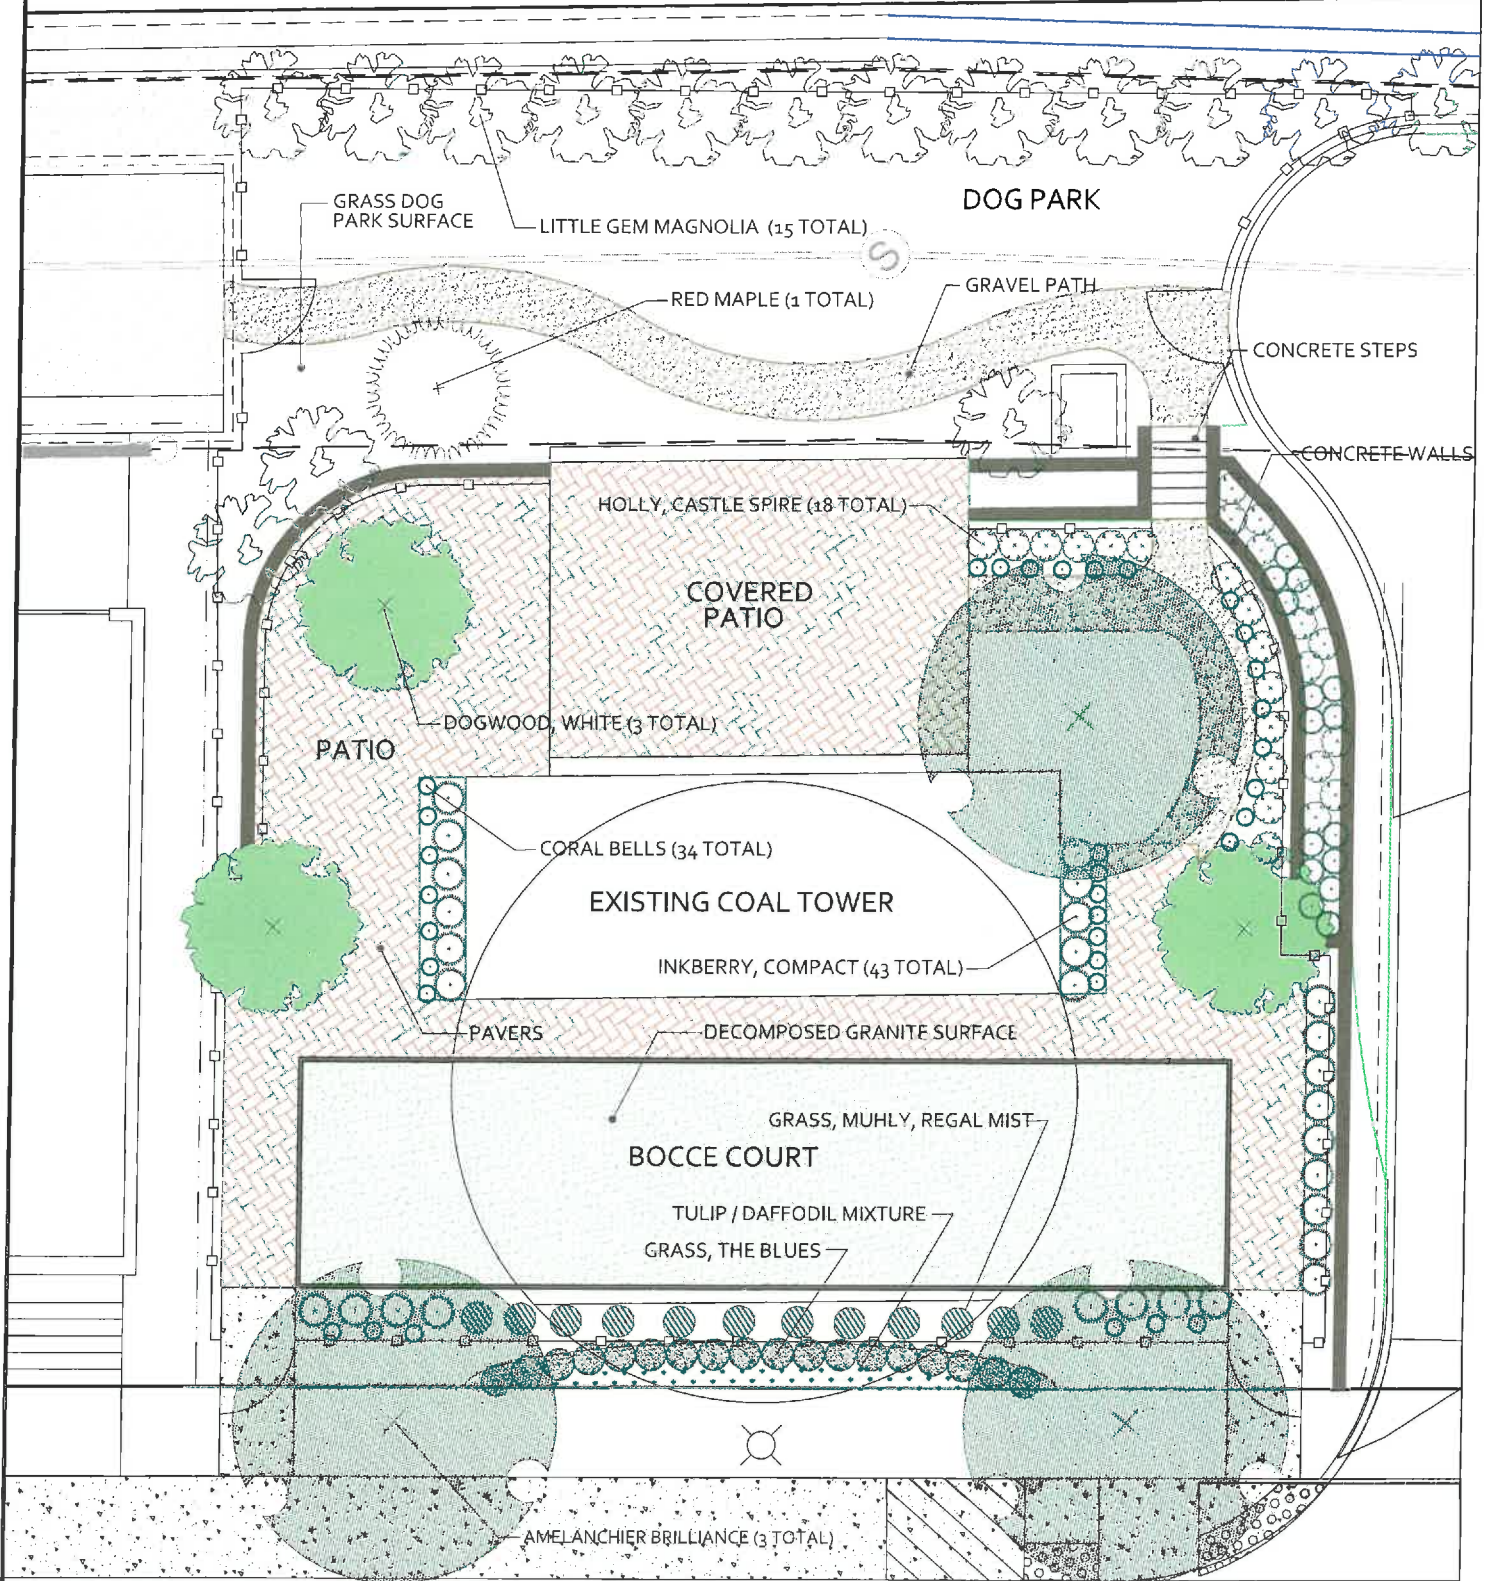 GRASS DOG
PARK SURFACE
DOG PARK
LITTLE GEM MAGNOLIA (15 TOTAL)
S
RED MAPLE (1 TOTAL)
GRAVEL PATH
CONCRETE STEPS
CONCRETE WALLS
HOLLY, CASTLE SPIRE (18 TOTAL)
COVERED
PATIO
DOGWOOD, WHITE (3 TOTAL)
PATIO
CORAL BELLS (34 TOTAL)
EXISTING COAL TOWER
INKBERRY, COMPACT (43 TOTAL)
PAVERS
DECOMPOSED GRANITE SURFACE
GRASS, MUHLY, REGAL MIST
BOCCE COURT
TULIP / DAFFODIL MIXTURE
GRASS, THE BLUES
AMELANCHIER BRILLIANCE (3 TOTAL)